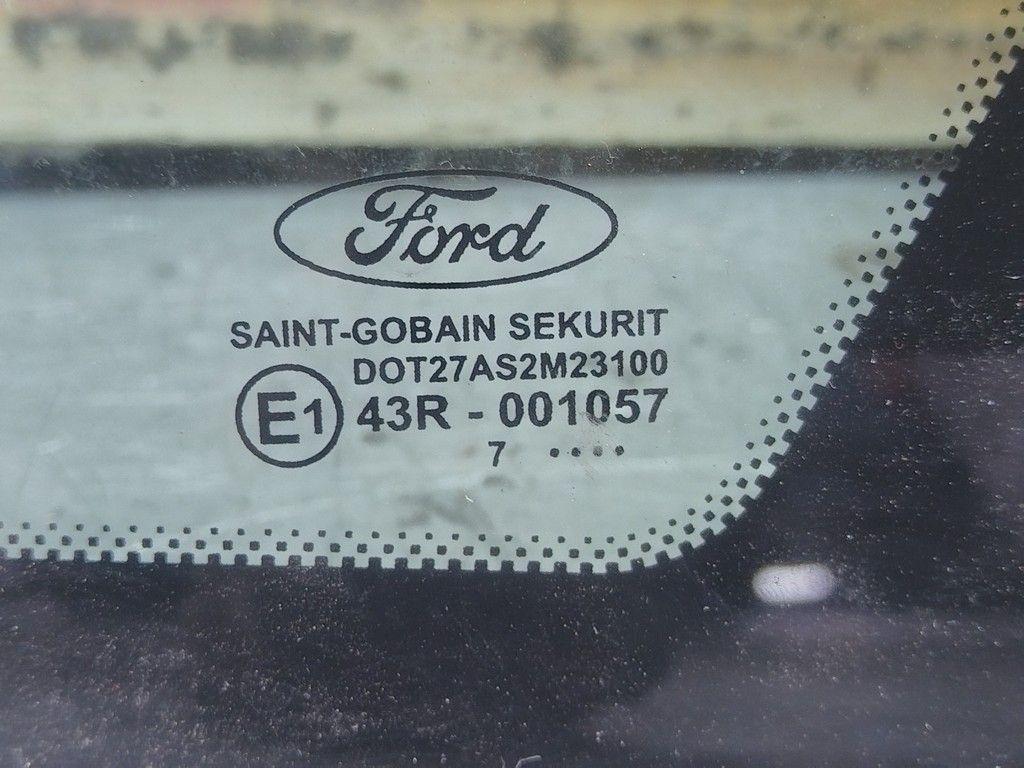 Ford
SAINT-GOBAIN SEKURIT
DOT27AS2M23100
E1 43R - 001057
7 ····